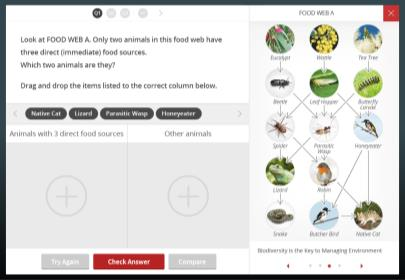 Q1
FOOD WEB A
Look at FOOD WEB A. Only two animals in this food web have
three direct (immediate) food sources.
Which two animals are they?
Drag and drop the items listed to the correct column below.
Native Cat
Lizard
Parasitic Wasp
Honeyeater
Animals with 3 direct food sources
Other animals
Try Again
Check Answer
Compare
Eucalypt
Wattle
Tea Tree
Beetle
Leaf Hopper
Butterfly
Larvae
Spider
Parasitic
Wasp
Honeyeater
Lizard
Robin
Snake
Butcher Bird
Native Cat
Biodiversity is the Key to Managing Environment